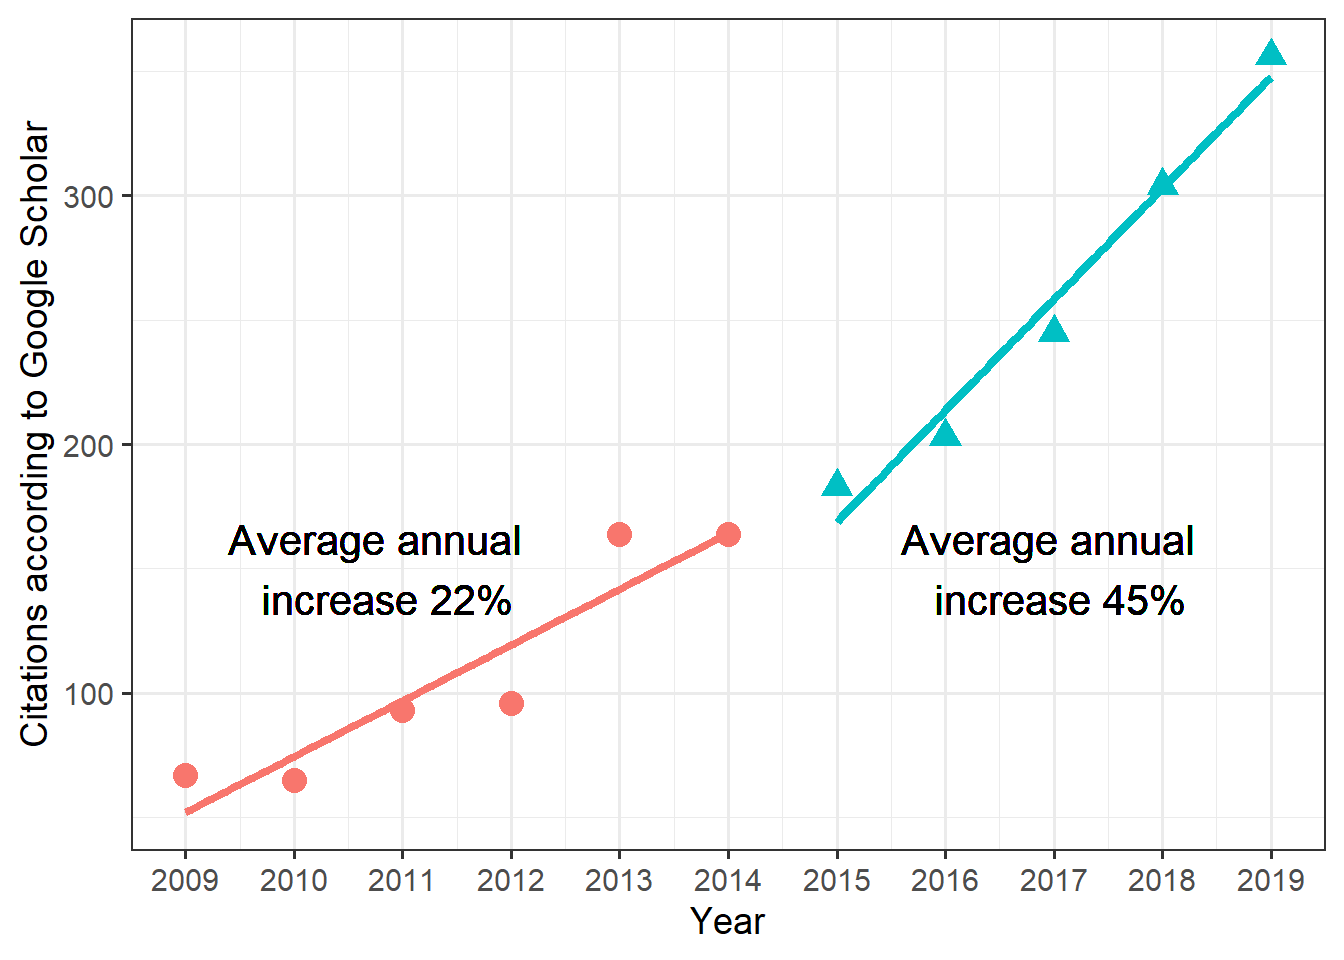 Citations according to Google Scholar
300
200
100
Average annual
increase 22%
Average annual
increase 45%
2009 2010 2011 2012 2013 2014 2015 2016 2017 2018 2019
Year